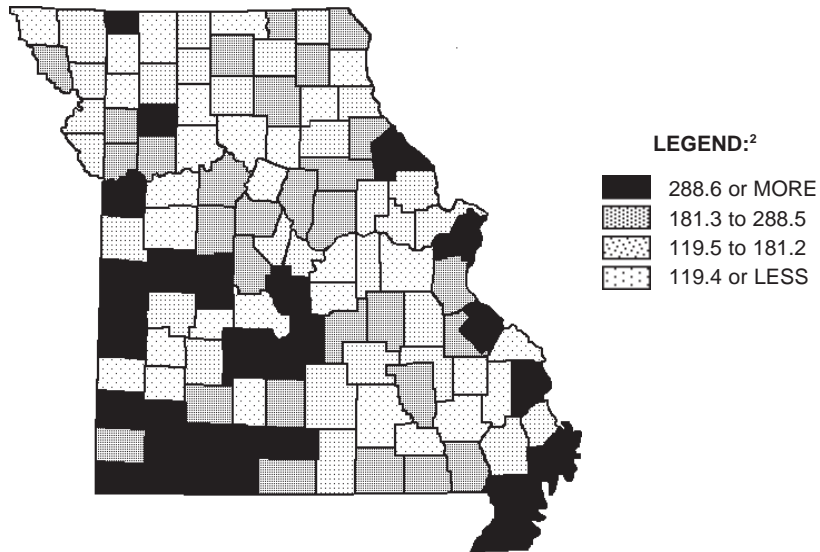 LEGEND:²
288.6 or MORE
181.3 to 288.5
119.5 to 181.2
119.4 or LESS